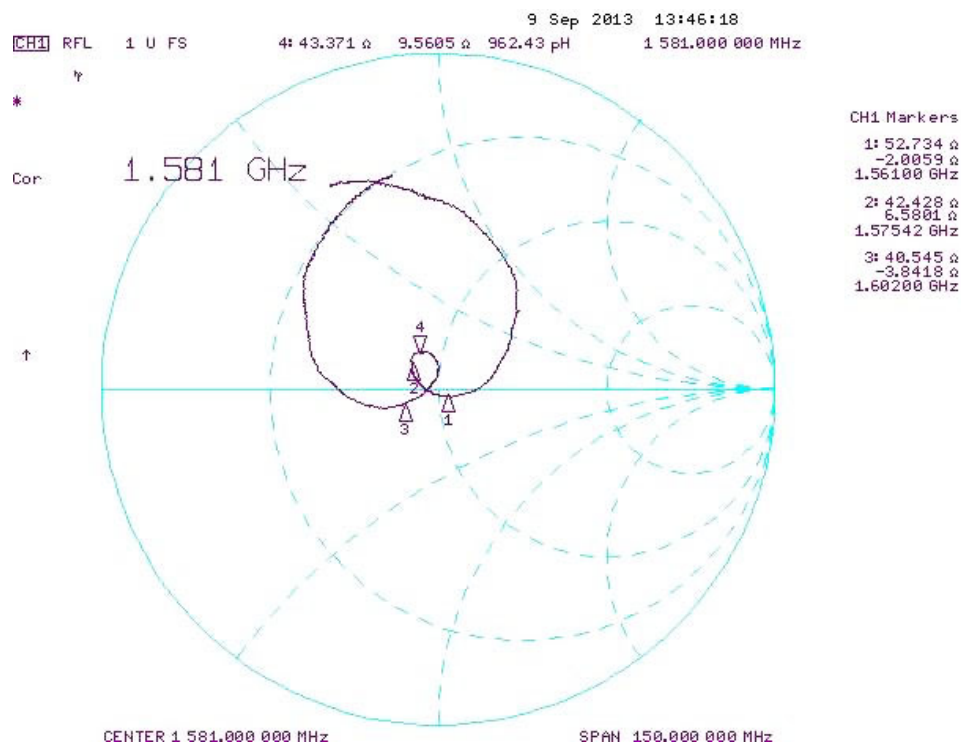 9 Sep 2013 13:46:18
CH1 RFL 1 U FS 4: 43.371 Ω 9.5605 Ω 962.43 pH 1 581.000 000 MHz
*
CH1 Markers
1: 52.734 Ω
-2.0059 Ω
1.56100 GHz
1.581 GHz
Cor
2: 42.428 Ω
6.5801 Ω
1.57542 GHz
3: 40.545 Ω
-3.8418 Ω
1.60200 GHz
4
↑
2
1
3
CENTER 1 581.000 000 MHz SPAN 150.000 000 MHz